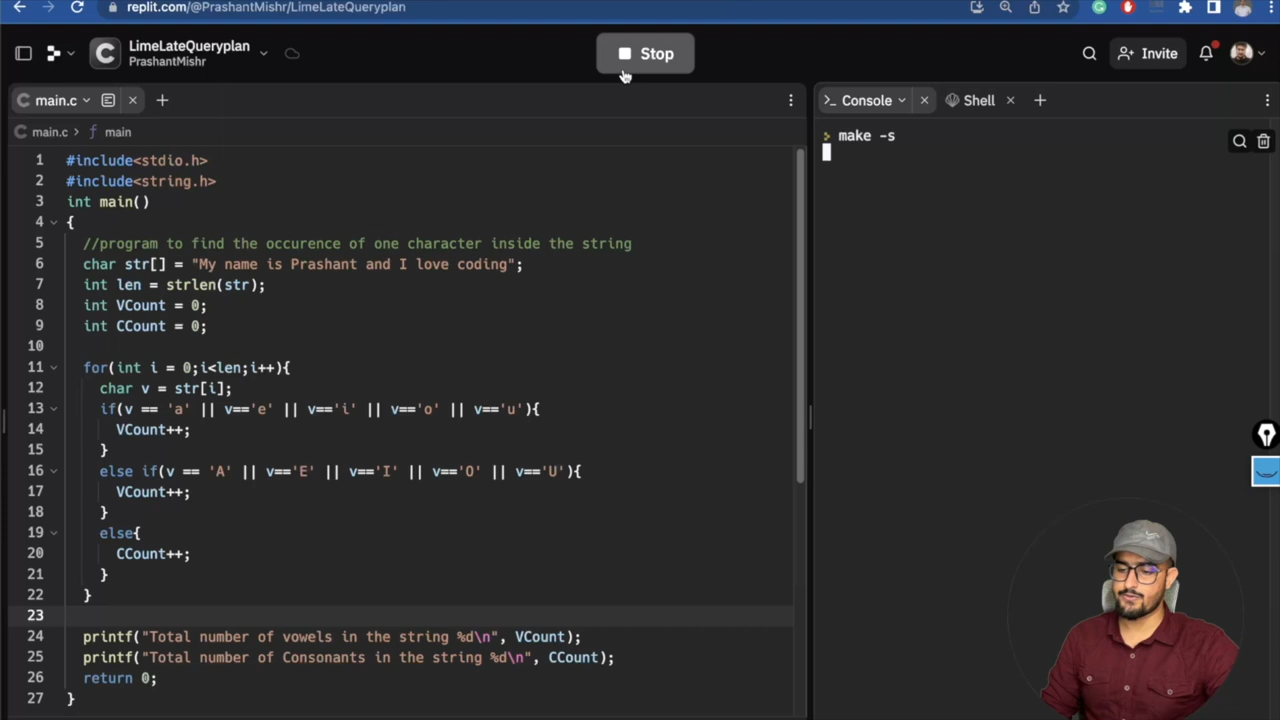 replit.com/@PrashantMishr/LimeLateQueryplan
LimeLateQueryplan
PrashantMishr
Stop
Invite
main.c
Console
Shell
main.c > f main
make -s
1 #include<stdio.h>
2 #include<string.h>
3 int main()
4 {
5 //program to find the occurence of one character inside the string
6 char str[] = "My name is Prashant and I love coding";
7 int len = strlen(str);
8 int VCount = 0;
9 int CCount = 0;
10
11 for(int i = 0;i<len;i++){
12 char v = str[i];
13 if(v == 'a' || v=='e' || v=='i' || v=='o' || v=='u'){
14 VCount++;
15 }
16 else if(v == 'A' || v=='E' || v=='I' || v=='O' || v=='U'){
17 VCount++;
18 }
19 else{
20 CCount++;
21 }
22 }
23
24 printf("Total number of vowels in the string %d\n", VCount);
25 printf("Total number of Consonants in the string %d\n", CCount);
26 return 0;
27 }